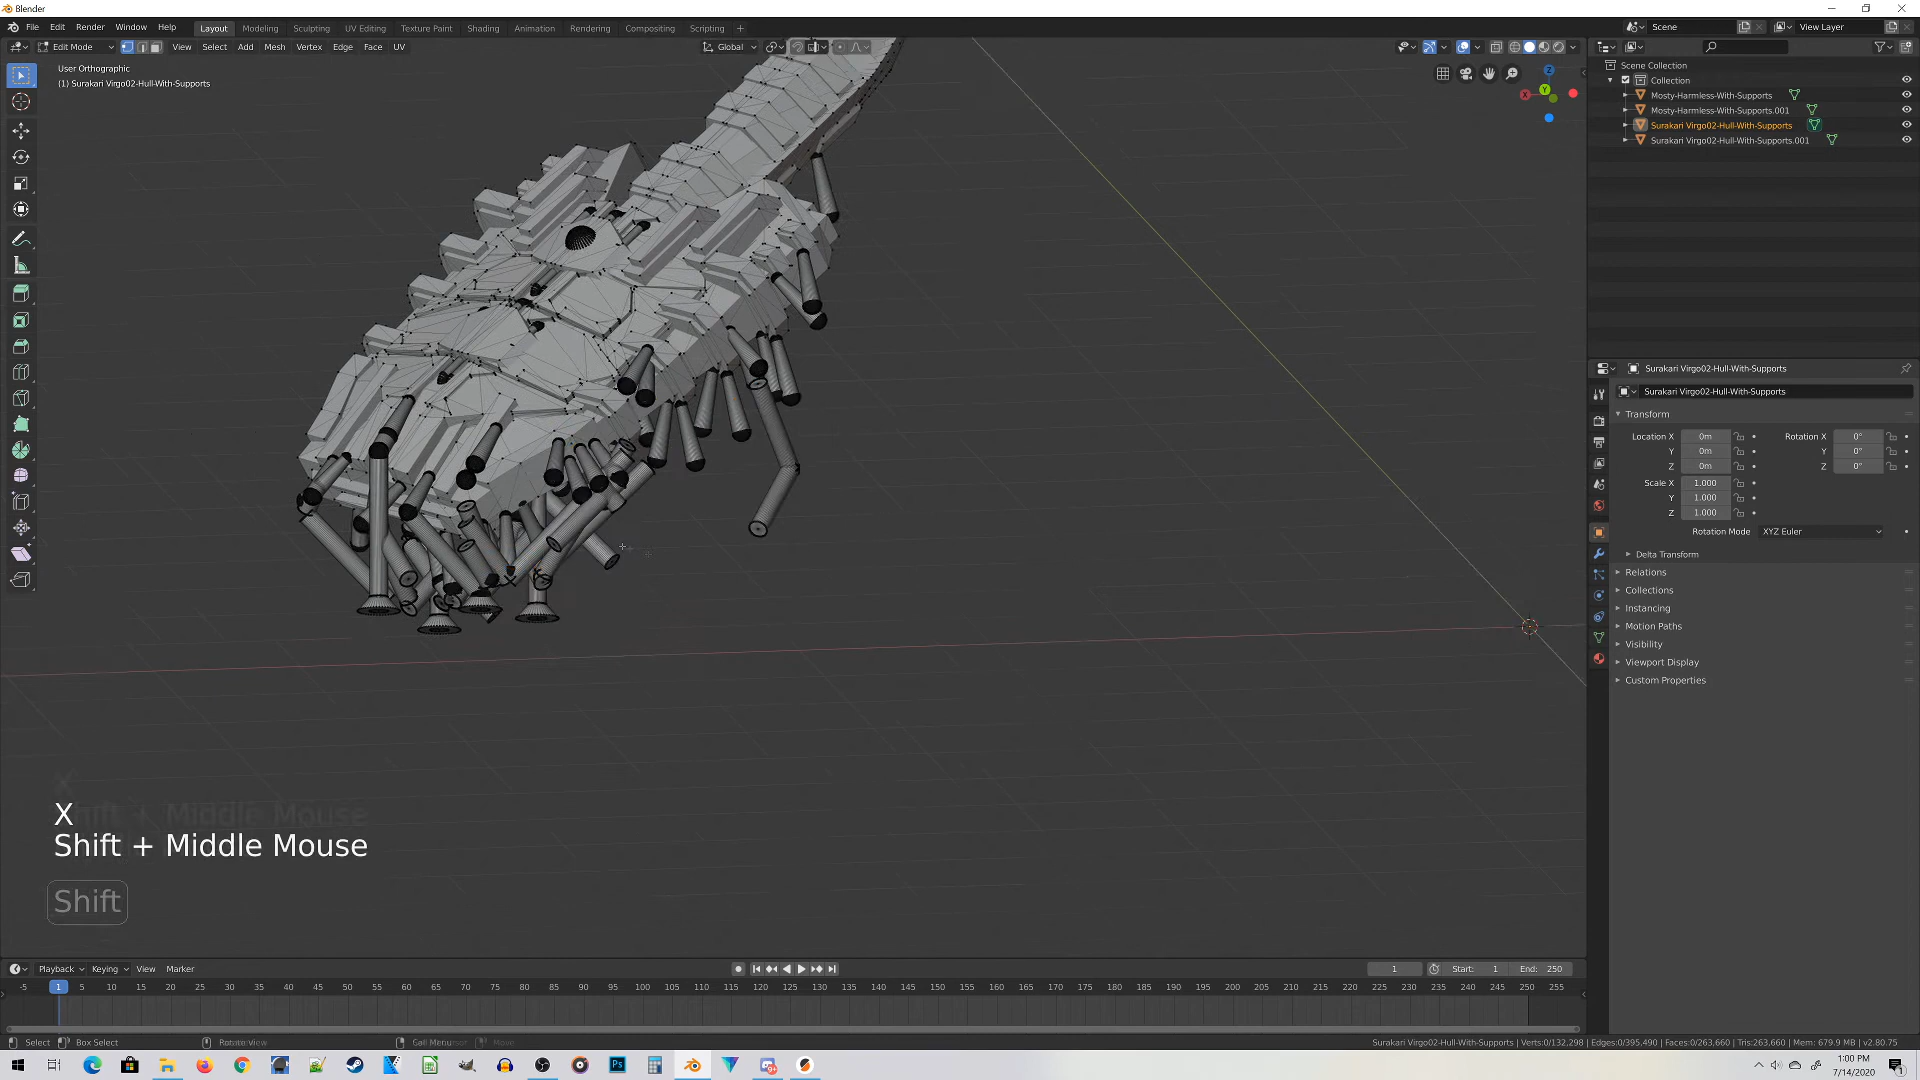 Blender
File Edit Render Window Help Layout Modeling Sculpting UV Editing Texture Paint Shading Animation Rendering Compositing Scripting + Scene View Layer
Edit Mode View Select Add Mesh Vertex Edge Face UV Global
User Orthographic
(1) Surakari Virgo02-Hull-With-Supports
Z
Y
X
Scene Collection
Collection
Mosty-Harmless-With-Supports
Mosty-Harmless-With-Supports.001
Surakari Virgo02-Hull-With-Supports
Surakari Virgo02-Hull-With-Supports.001
Surakari Virgo02-Hull-With-Supports
Surakari Virgo02-Hull-With-Supports
Transform
Location X 0m Rotation X 0°
Y 0m Y 0°
Z 0m Z 0°
Scale X 1.000
Y 1.000
Z 1.000
Rotation Mode XYZ Euler
Delta Transform
Relations
Collections
Instancing
Motion Paths
Visibility
Viewport Display
Custom Properties
X
Shift + Middle Mouse
Shift
Playback Keying View Marker 1 Start: 1 End: 250
-5 1 5 10 15 20 25 30 35 40 45 50 55 60 65 70 75 80 85 90 95 100 105 110 115 120 125 130 135 140 145 150 155 160 165 170 175 180 185 190 195 200 205 210 215 220 225 230 235 240 245 250 255
Select Box Select Surakari Virgo02-Hull-With-Supports | Verts:0/132,298 | Edges:0/395,490 | Faces:0/263,660 | Tris:263,660 | Mem: 679.9 MB | v2.80.75
1:00 PM
7/14/2020